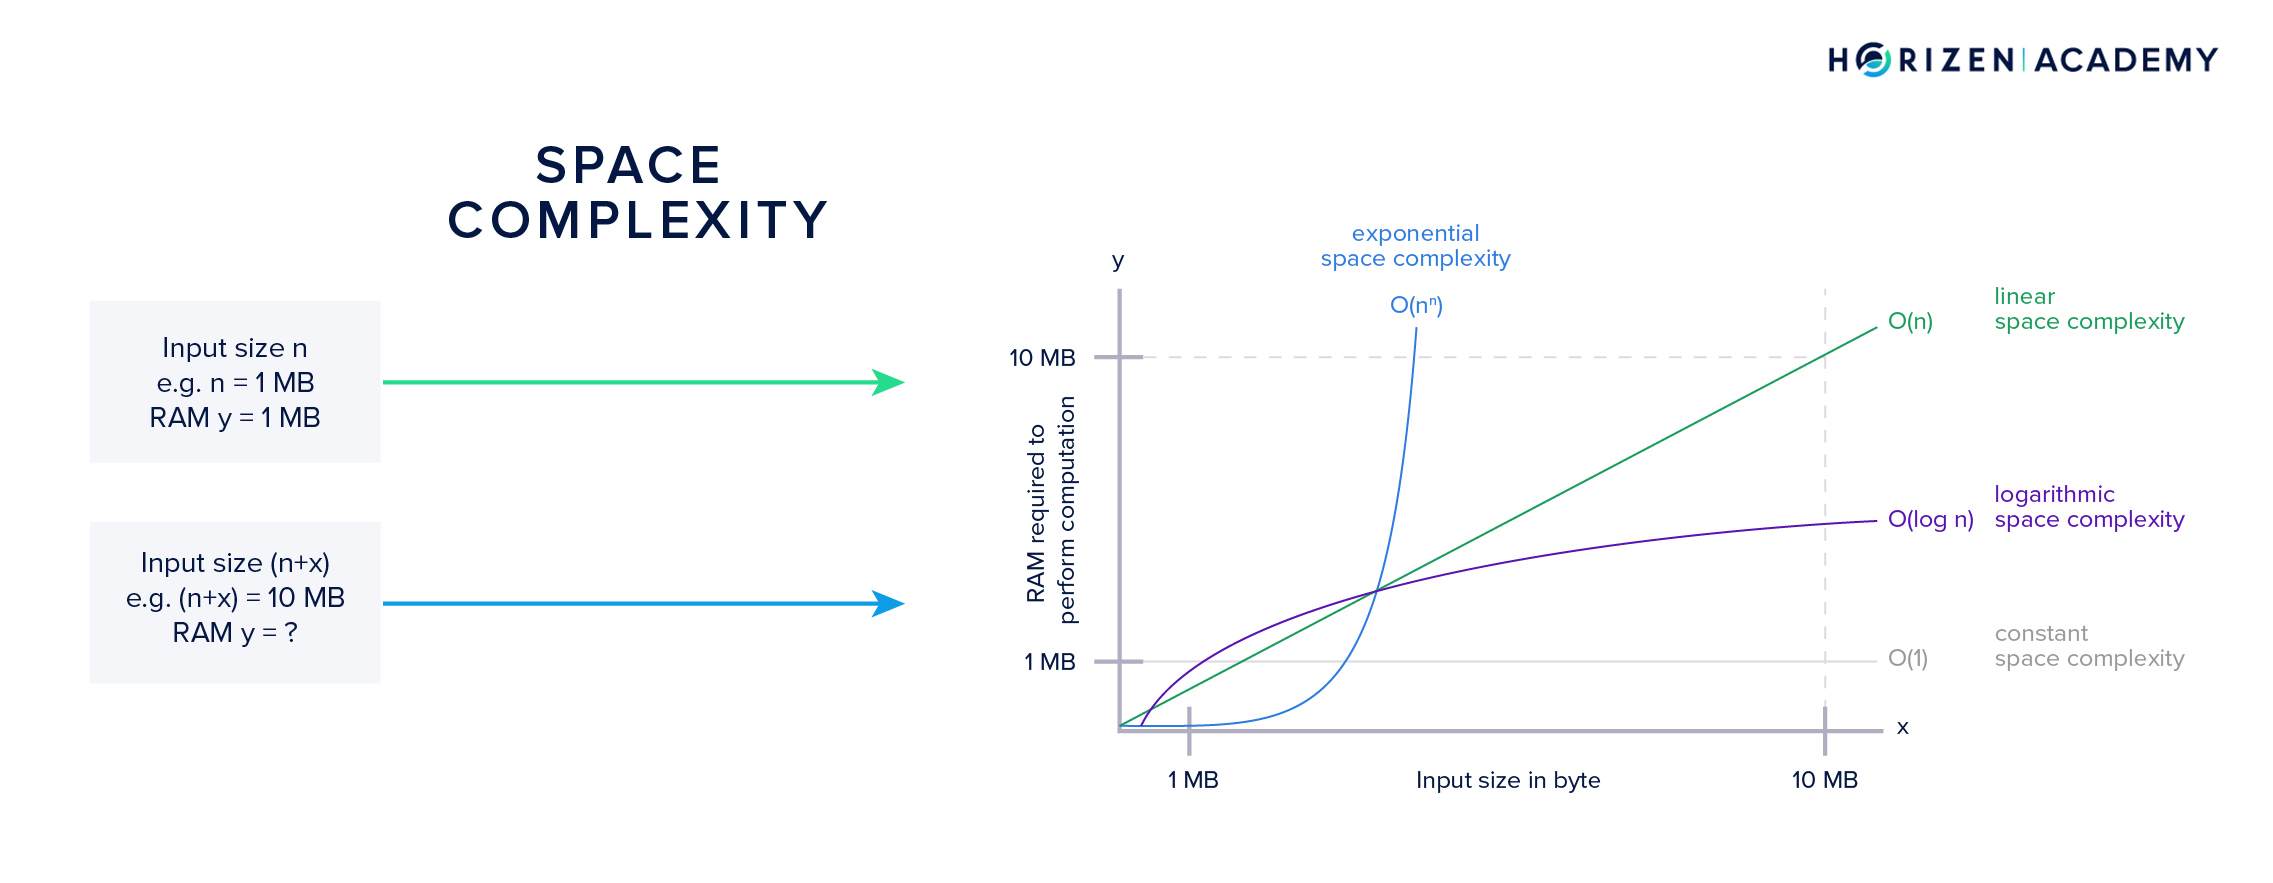 HORIZEN | ACADEMY
SPACE
COMPLEXITY
Input size n
e.g. n = 1 MB
RAM y = 1 MB
Input size (n+x)
e.g. (n+x) = 10 MB
RAM y = ?
exponential
space complexity
O(nⁿ)
y
10 MB
1 MB
RAM required to
perform computation
linear
space complexity
O(n)
logarithmic
space complexity
O(log n)
constant
space complexity
O(1)
x
1 MB
Input size in byte
10 MB